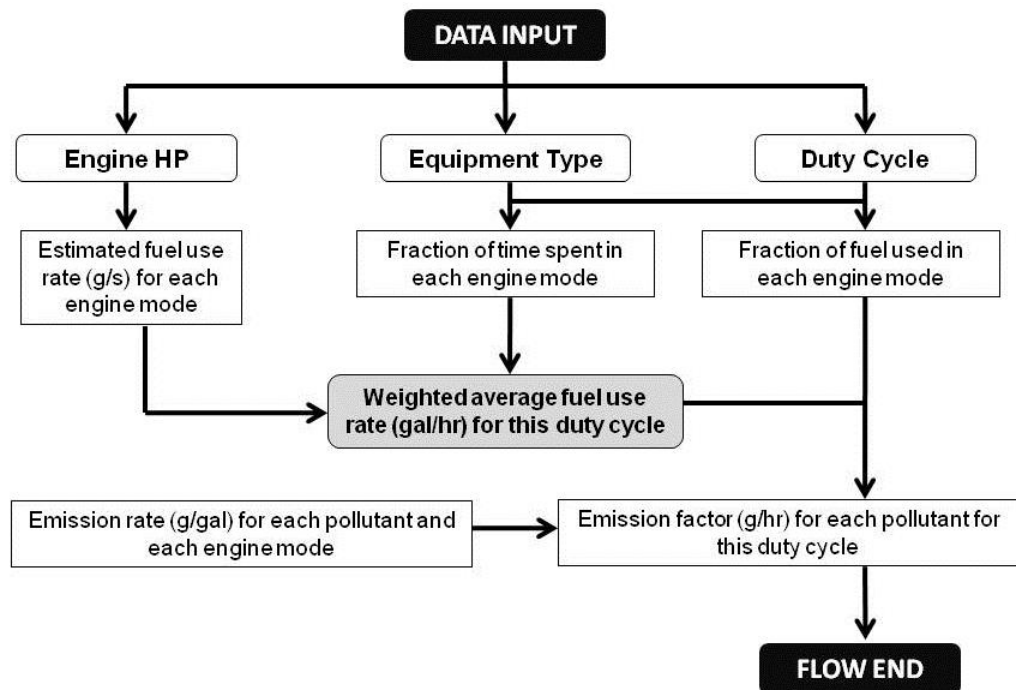 DATA INPUT
Engine HP
Equipment Type
Duty Cycle
Estimated fuel use
rate (g/s) for each
engine mode
Fraction of time spent in
each engine mode
Fraction of fuel used in
each engine mode
Weighted average fuel use
rate (gal/hr) for this duty cycle
Emission rate (g/gal) for each pollutant and
each engine mode
Emission factor (g/hr) for each pollutant for
this duty cycle
FLOW END